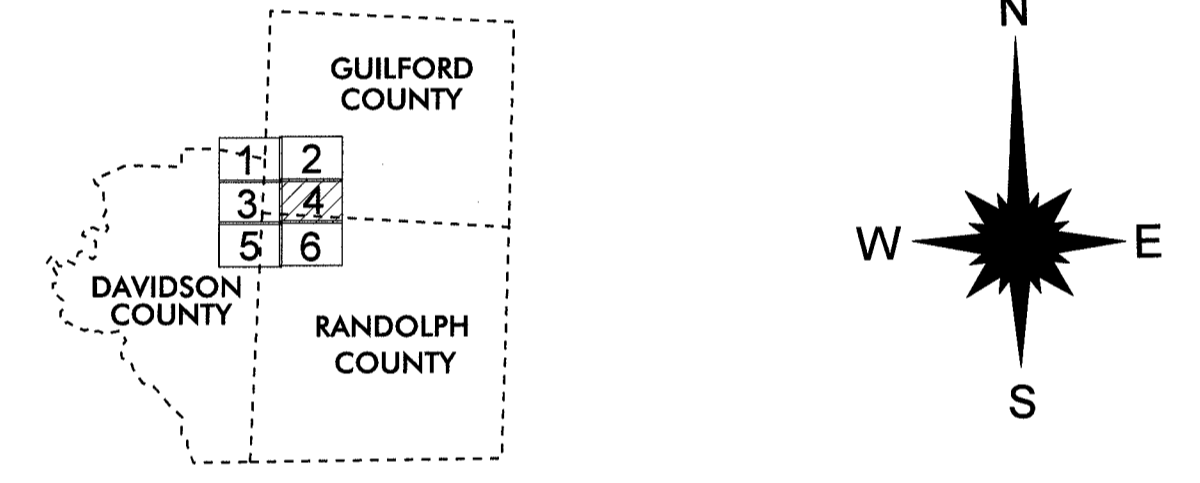 N
GUILFORD
COUNTY
1 2
3 4
5 6
W E
DAVIDSON
COUNTY
RANDOLPH
COUNTY
S